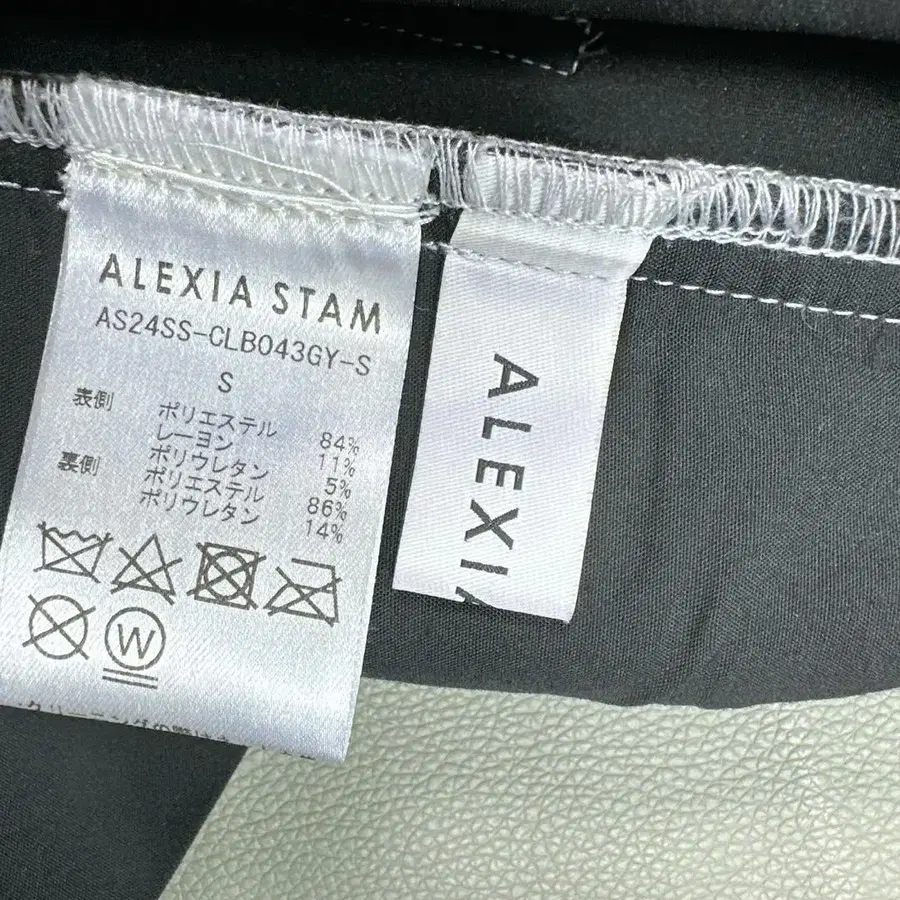 ALEXIA STAM
AS24SS-CLB043GY-S
S
表側 ポリエステル 84%
レーヨン 11%
ポリウレタン 5%
裏側 ポリエステル 86%
ポリウレタン 14%
W
ALEXIA